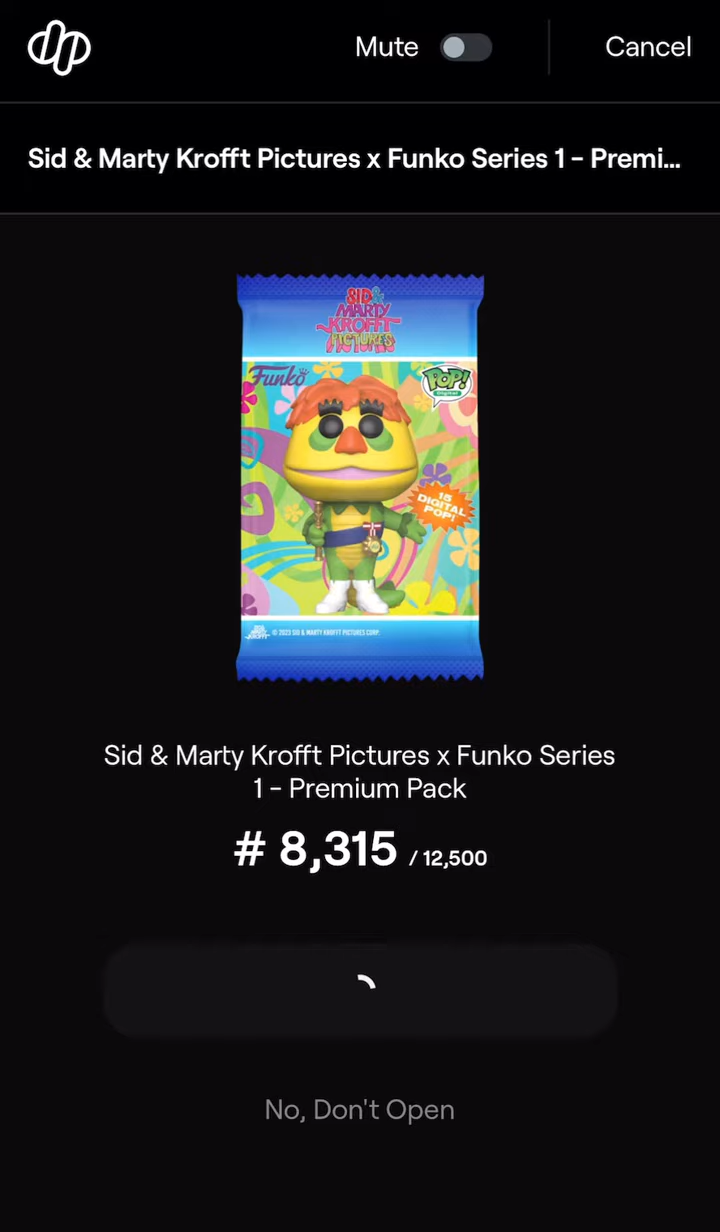 Mute
Cancel
Sid & Marty Krofft Pictures x Funko Series 1 - Premi...
SID &
MARTY
KROFFT
PICTURES
Funko
POP!
Digital
15
DIGITAL
POP!
© 2023 SID & MARTY KROFFT PICTURES CORP.
Sid & Marty Krofft Pictures x Funko Series
1 - Premium Pack
# 8,315 / 12,500
No, Don't Open